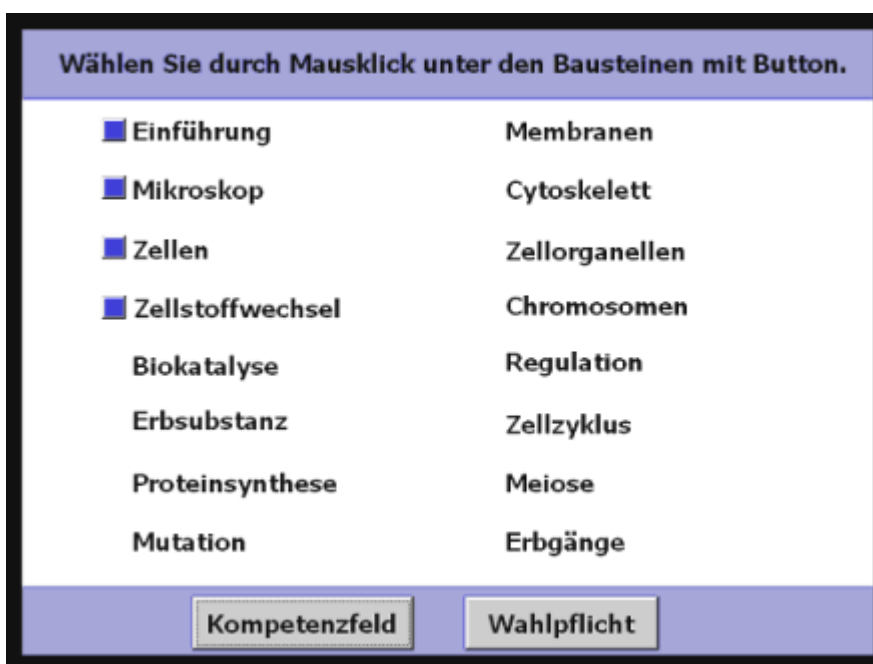 Wählen Sie durch Mausklick unter den Bausteinen mit Button.
Einführung
Mikroskop
Zellen
Zellstoffwechsel
Biokatalyse
Erbsubstanz
Proteinsynthese
Mutation
Membranen
Cytoskelett
Zellorganellen
Chromosomen
Regulation
Zellzyklus
Meiose
Erbgänge
Kompetenzfeld
Wahlpflicht